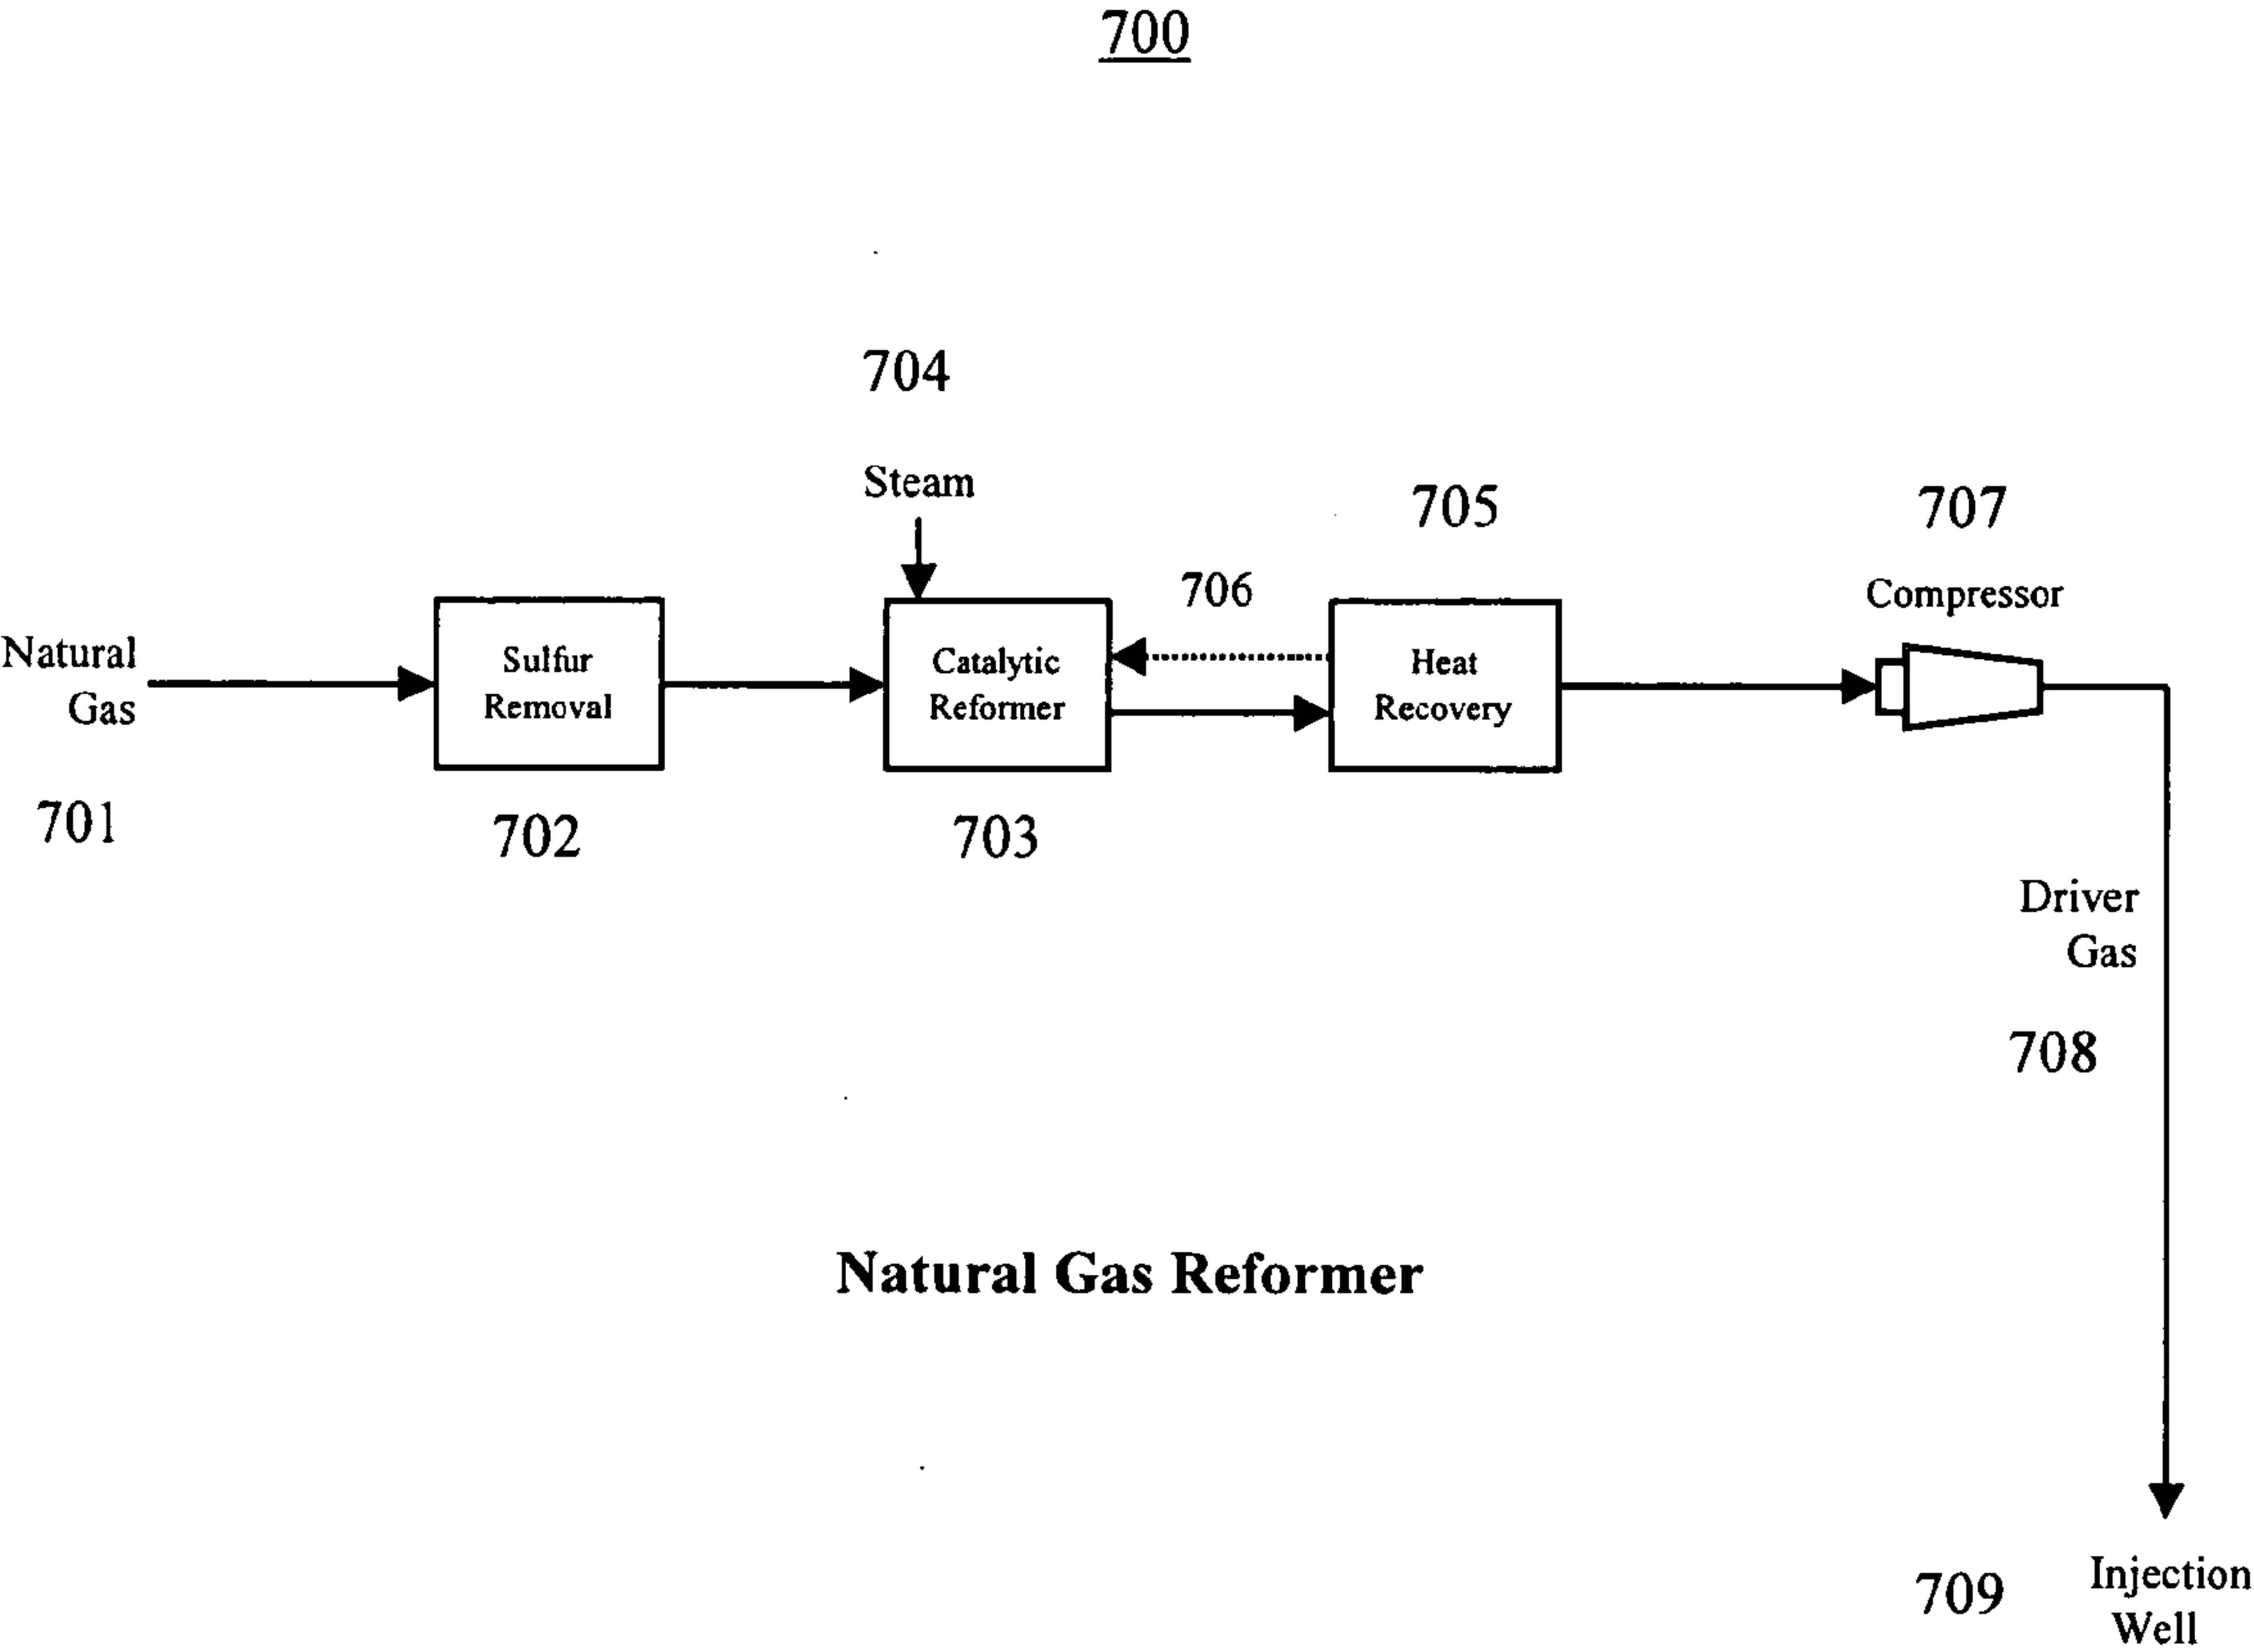 700
704
Steam
705
707
706
Compressor
Natural
Gas
Sulfur
Removal
Catalytic
Reformer
Heat
Recovery
701
702
703
Driver
Gas
708
Natural Gas Reformer
709
Injection
Well